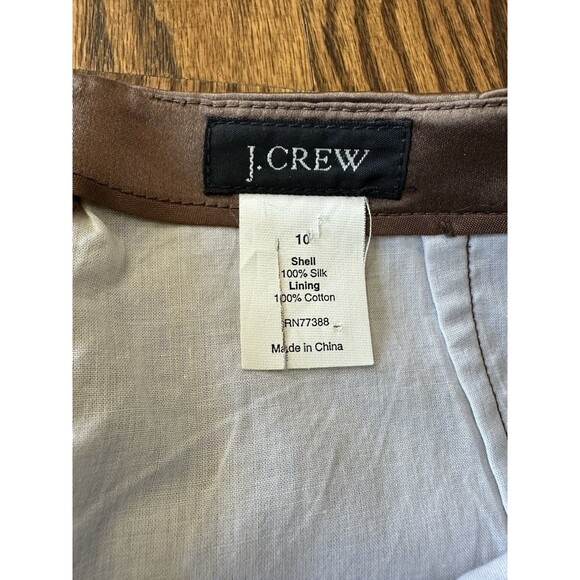 J.CREW
10
Shell
100% Silk
Lining
100% Cotton
RN77388
Made in China